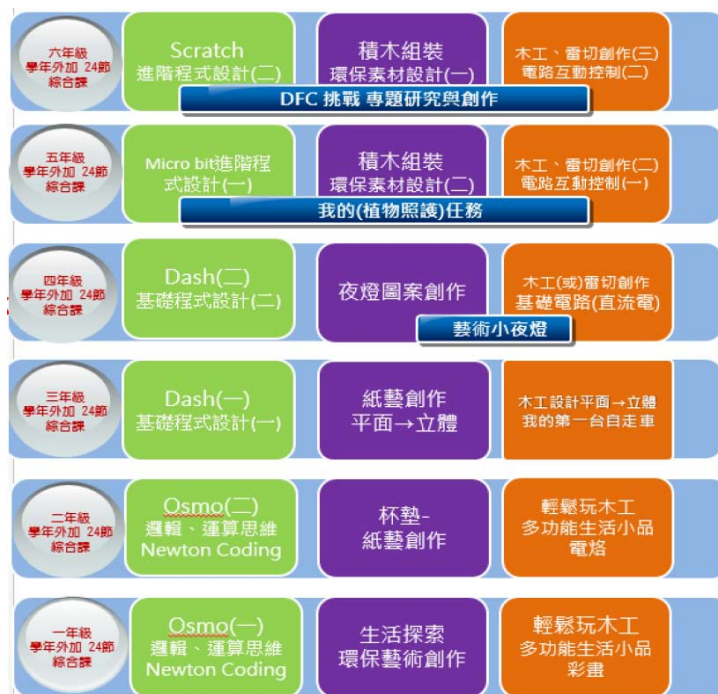 六年級
學年外加 24節
綜合課
Scratch
進階程式設計(二)
積木組裝
環保素材設計(一)
木工、雷切創作(三)
電路互動控制(二)
DFC 挑戰 專題研究與創作
五年級
學年外加 24節
綜合課
Micro bit進階程
式設計(一)
積木組裝
環保素材設計(二)
木工、雷切創作(二)
電路互動控制(一)
我的(植物照護)任務
四年級
學年外加 24節
綜合課
Dash(二)
基礎程式設計(二)
夜燈圖案創作
木工(或)雷切創作
基礎電路(直流電)
藝術小夜燈
三年級
學年外加 24節
綜合課
Dash(一)
基礎程式設計(一)
紙藝創作
平面→立體
木工設計平面→立體
我的第一台自走車
二年級
學年外加 24節
綜合課
Osmo(二)
邏輯、運算思維
Newton Coding
杯墊-
紙藝創作
輕鬆玩木工
多功能生活小品
電烙
一年級
學年外加 24節
綜合課
Osmo(一)
邏輯、運算思維
Newton Coding
生活探索
環保藝術創作
輕鬆玩木工
多功能生活小品
彩畫